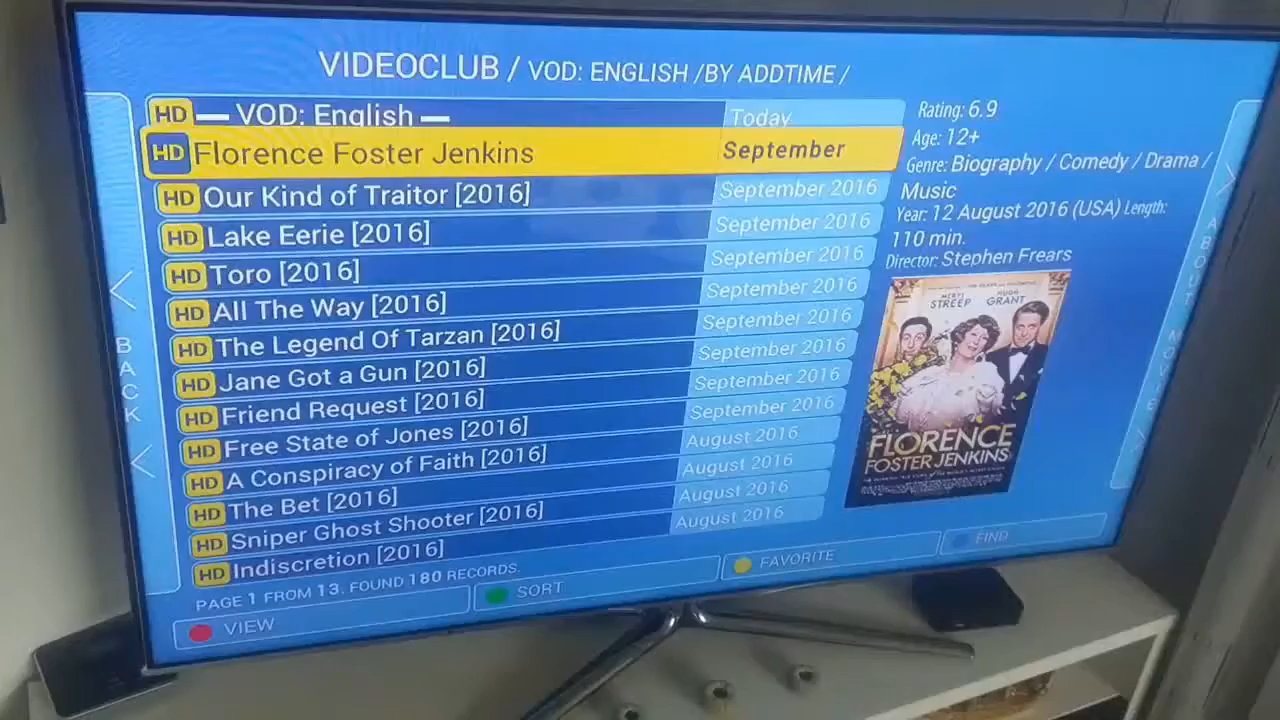 VIDEOCLUB / VOD: ENGLISH /BY ADDTIME /
HD — VOD: English — Today
HD Florence Foster Jenkins September
HD Our Kind of Traitor [2016] September 2016
HD Lake Eerie [2016] September 2016
HD Toro [2016] September 2016
HD All The Way [2016] September 2016
HD The Legend Of Tarzan [2016] September 2016
HD Jane Got a Gun [2016] September 2016
HD Friend Request [2016] September 2016
HD Free State of Jones [2016] September 2016
HD A Conspiracy of Faith [2016] August 2016
HD The Bet [2016] August 2016
HD Sniper Ghost Shooter [2016] August 2016
HD Indiscretion [2016] August 2016
PAGE 1 FROM 13. FOUND 180 RECORDS.
VIEW
SORT
FAVORITE
FIND
BACK
Rating: 6.9
Age: 12+
Genre: Biography / Comedy / Drama /
Music
Year: 12 August 2016 (USA) Length:
110 min.
Director: Stephen Frears
MERYL STREEP
HUGH GRANT
FLORENCE
FOSTER JENKINS
ABOUT MOVIE